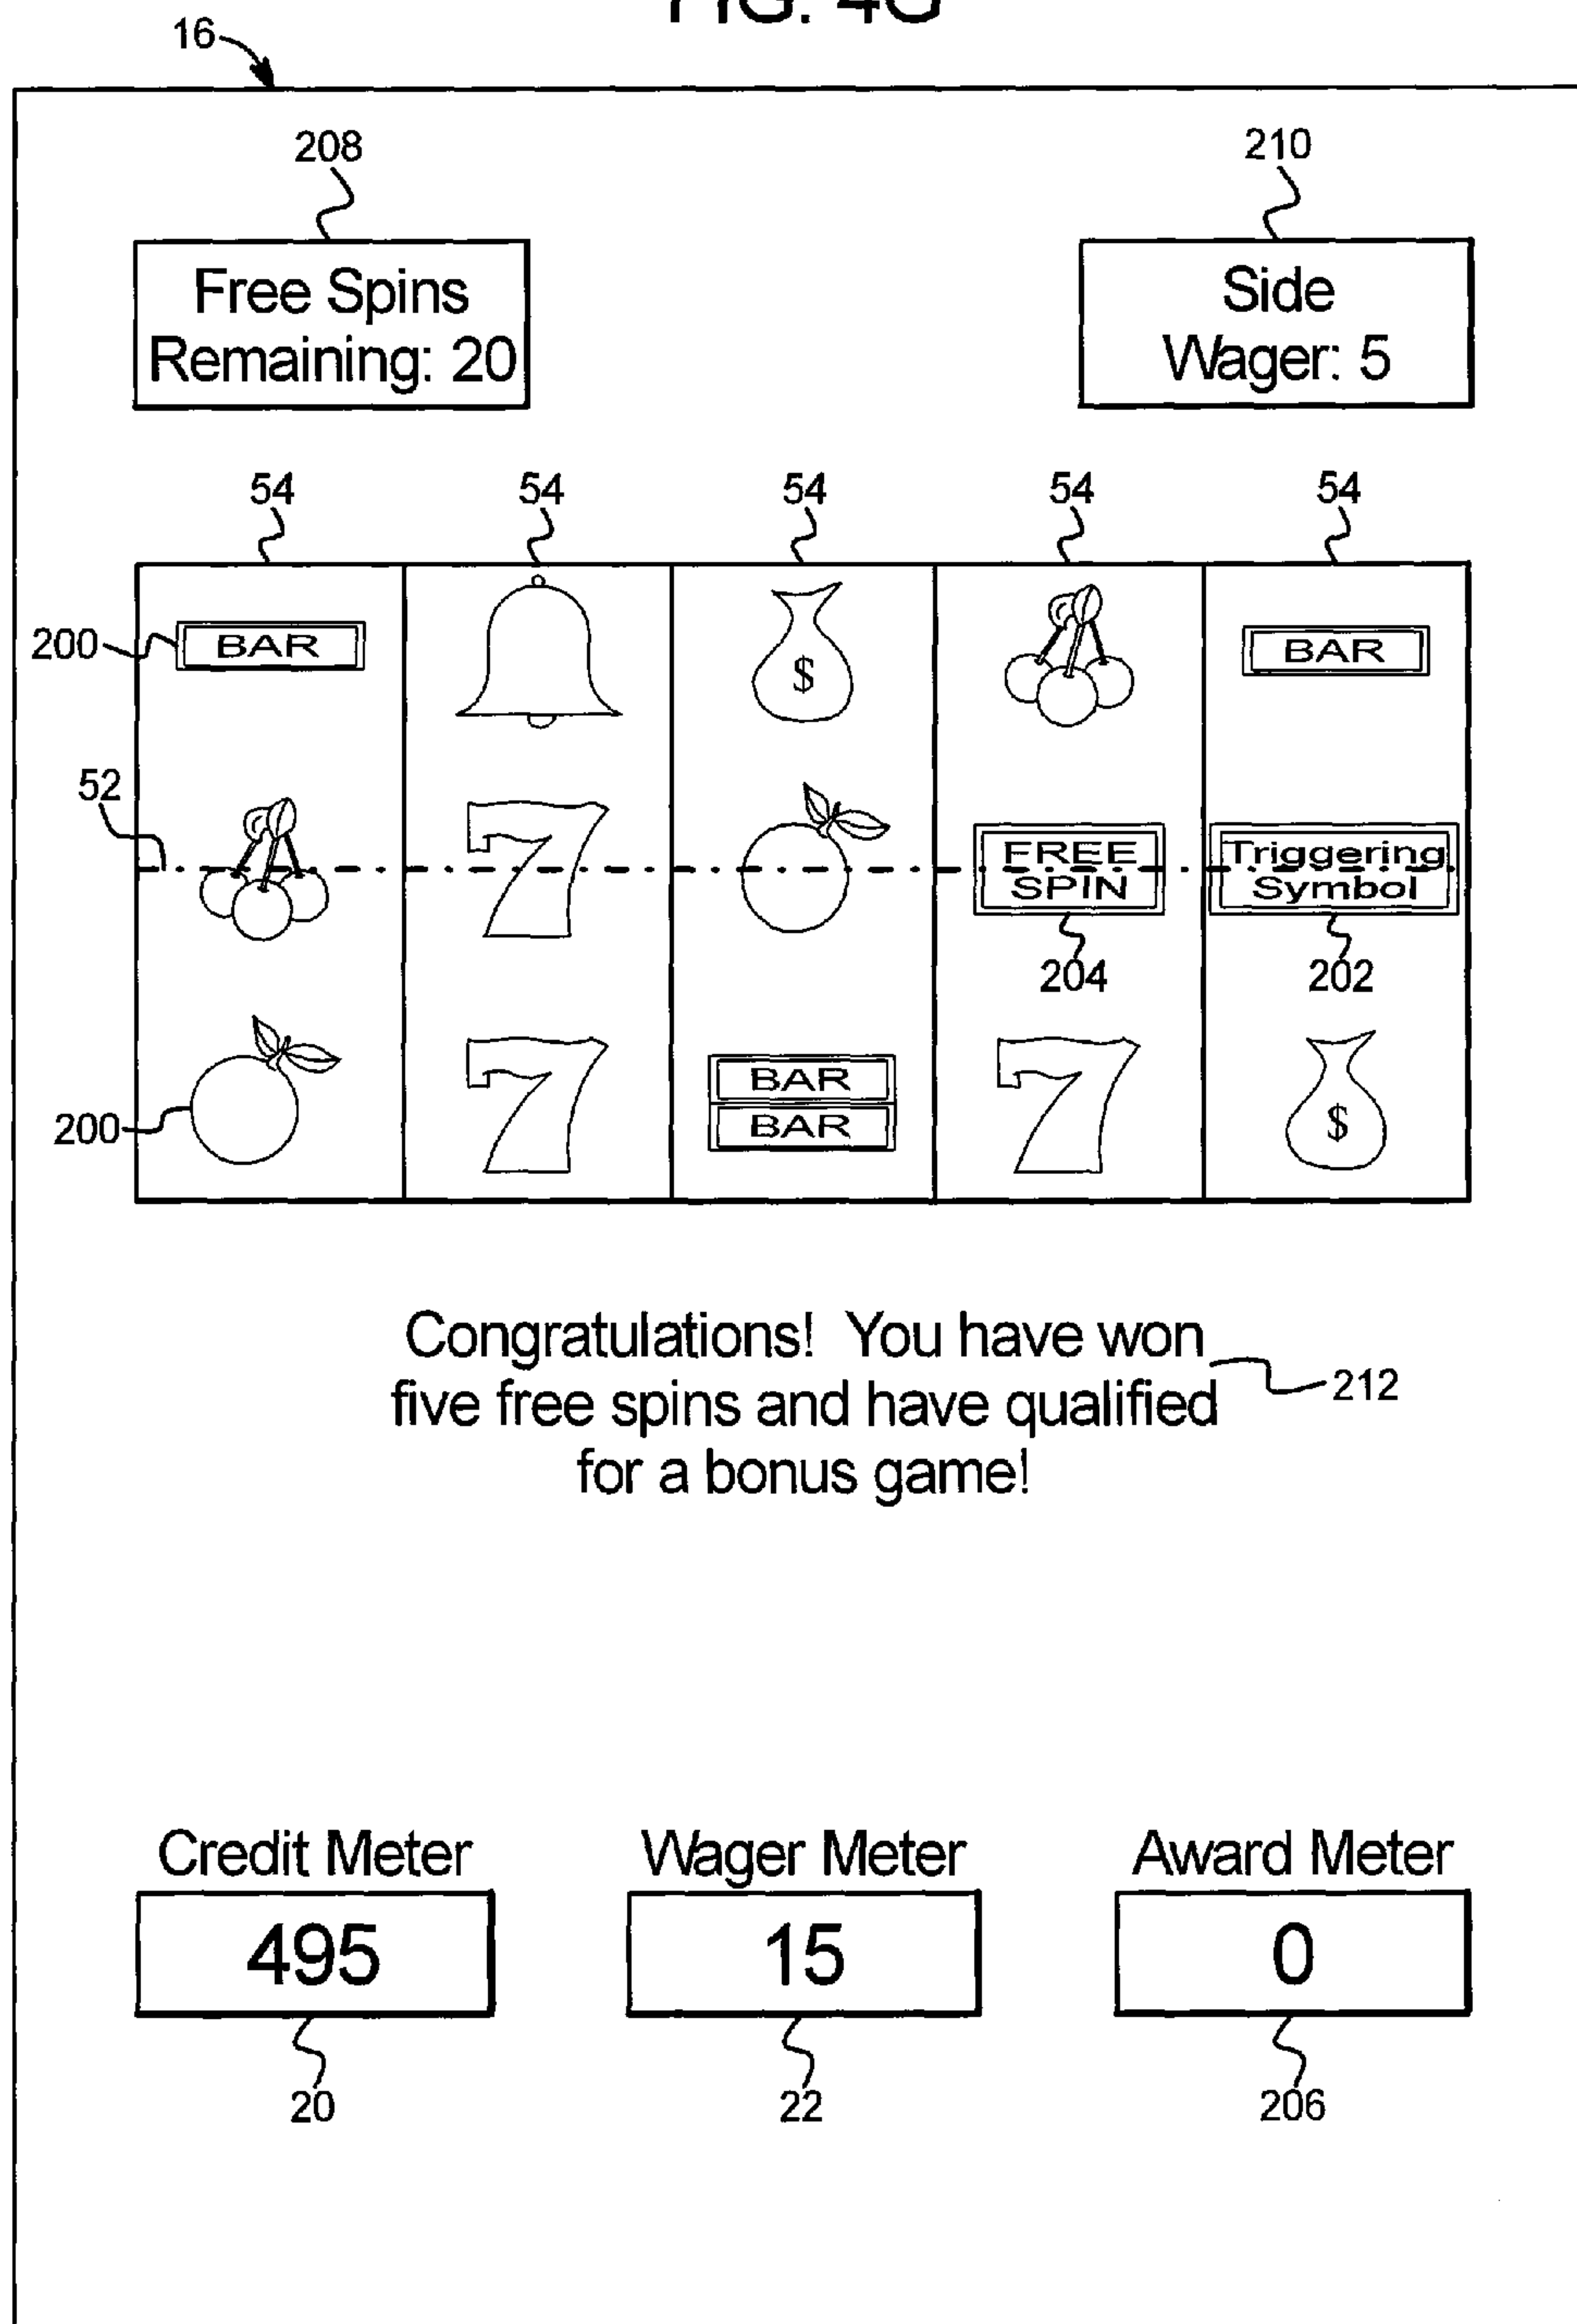 FIG. 4G
16
208
210
Free Spins
Remaining: 20
Side
Wager: 5
54 54 54 54 54
200 BAR $ BAR
52
FREE
SPIN
Triggering
Symbol
204 202
200
BAR
BAR
$
Congratulations! You have won
five free spins and have qualified
for a bonus game!
212
Credit Meter Wager Meter Award Meter
495 15 0
20 22 206